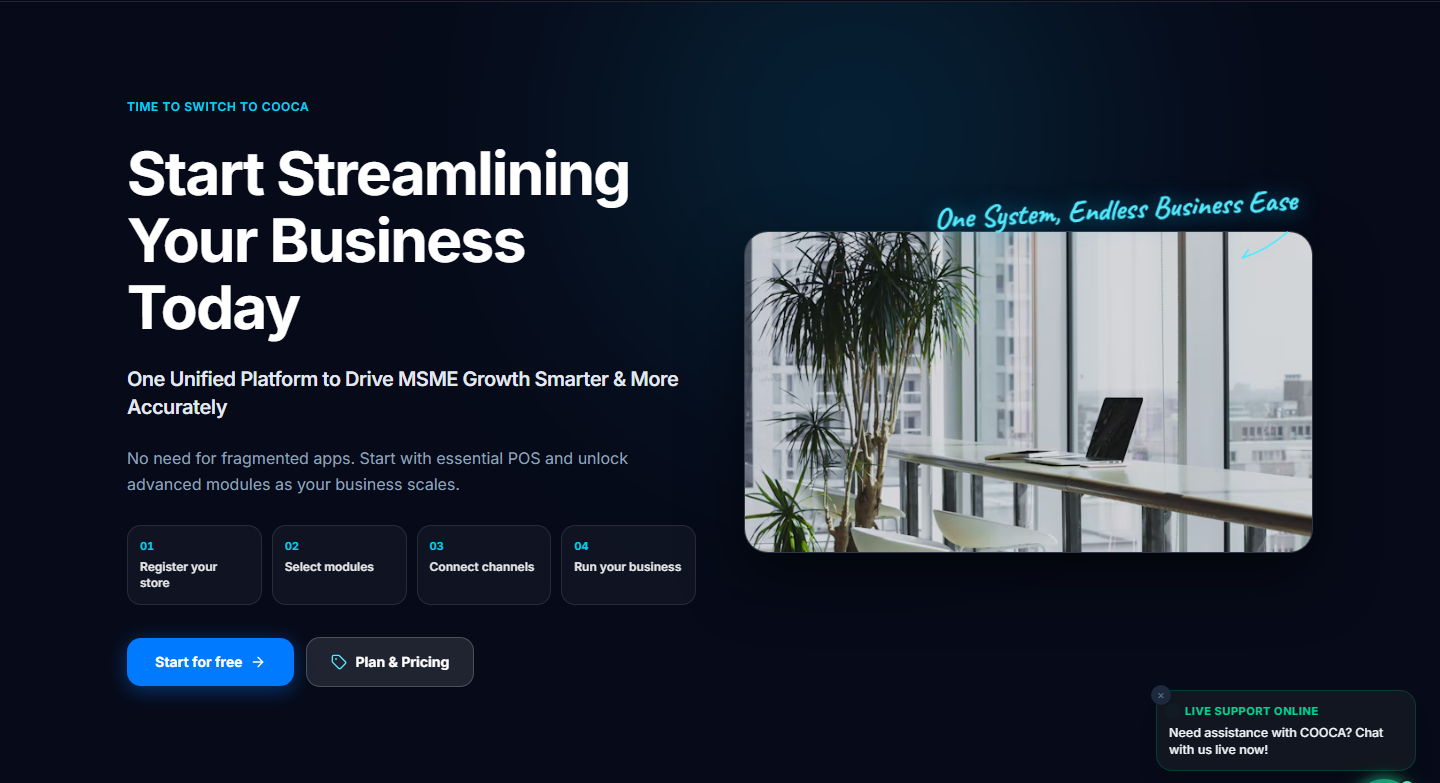 TIME TO SWITCH TO COOCA
Start Streamlining
Your Business
Today
One Unified Platform to Drive MSME Growth Smarter & More
Accurately
No need for fragmented apps. Start with essential POS and unlock
advanced modules as your business scales.
01
Register your
store
02
Select modules
03
Connect channels
04
Run your business
Start for free →
Plan & Pricing
One System, Endless Business Ease
×
LIVE SUPPORT ONLINE
Need assistance with COOCA? Chat
with us live now!